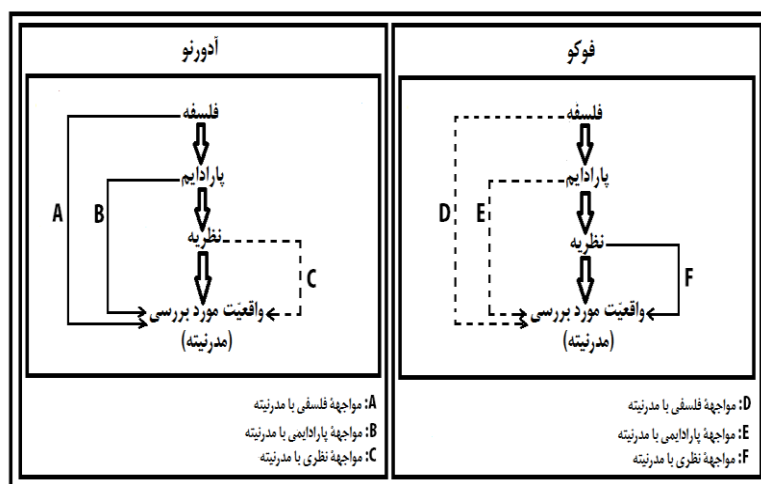 فوکو
فلسفه
پارادایم
D
E
نظریه
F
واقعیّت مورد بررسی
(مدرنیته)
D: مواجههٔ فلسفی با مدرنیته
E: مواجههٔ پارادایمی با مدرنیته
F: مواجههٔ نظری با مدرنیته
آدورنو
فلسفه
پارادایم
A
B
نظریه
C
واقعیّت مورد بررسی
(مدرنیته)
A: مواجههٔ فلسفی با مدرنیته
B: مواجههٔ پارادایمی با مدرنیته
C: مواجههٔ نظری با مدرنیته